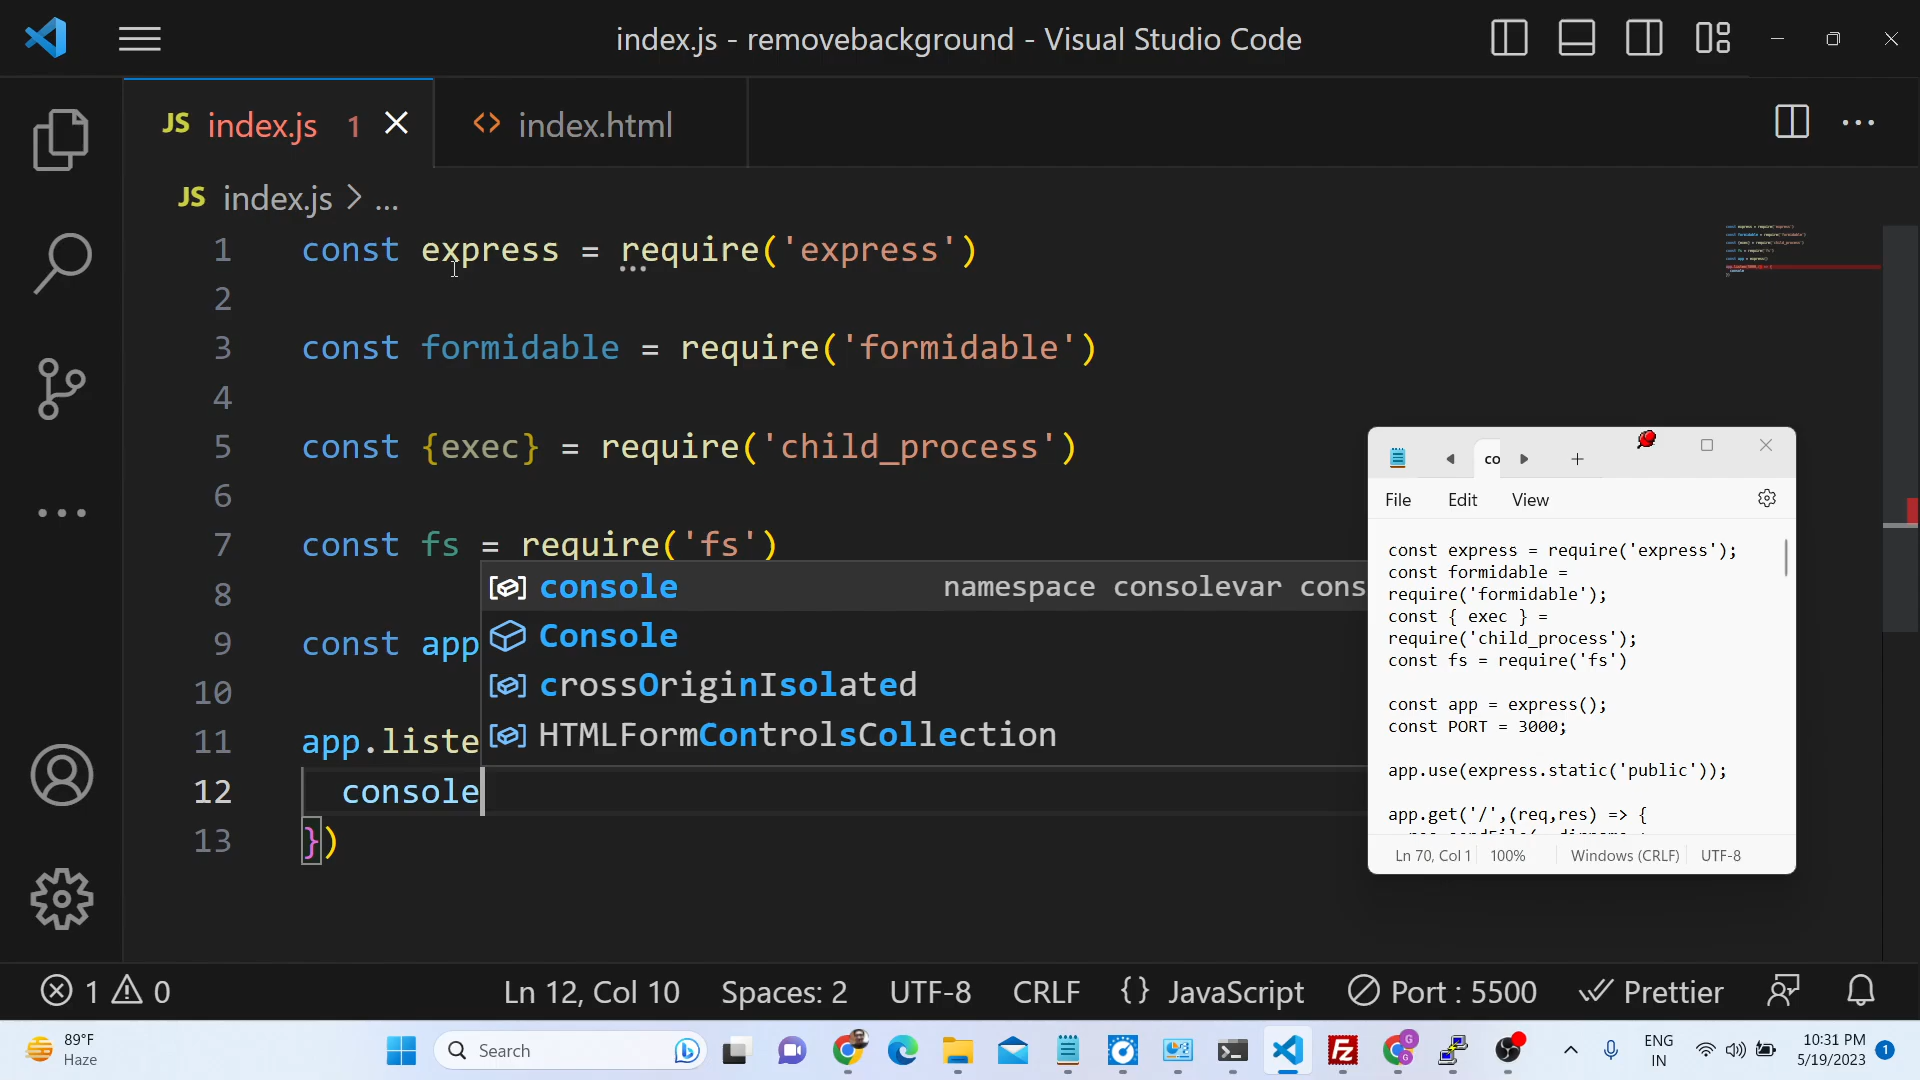 index.js - removebackground - Visual Studio Code
JS index.js 1
<> index.html
JS index.js > ...
1 const express = require('express')
2
3 const formidable = require('formidable')
4
5 const {exec} = require('child_process')
6
7 const fs = require('fs')
8
9 const app
10
11 app.liste
12 console
13 })
console namespace consolevar cons
Console
crossOriginIsolated
HTMLFormControlsCollection
co
File Edit View
const express = require('express');
const formidable =
require('formidable');
const { exec } =
require('child_process');
const fs = require('fs')
const app = express();
const PORT = 3000;
app.use(express.static('public'));
app.get('/',(req,res) => {
Ln 70, Col 1 100% Windows (CRLF) UTF-8
1 0 Ln 12, Col 10 Spaces: 2 UTF-8 CRLF {} JavaScript Port : 5500 Prettier
89°F
Haze
Search
ENG
IN
10:31 PM
5/19/2023
1